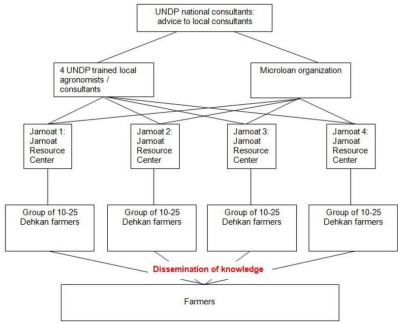 UNDP national consultants:
advice to local consultants
4 UNDP trained local
agronomists /
consultants
Microloan organization
Jamoat 1:
Jamoat
Resource
Center
Jamoat 2:
Jamoat
Resource
Center
Jamoat 3:
Jamoat
Resource
Center
Jamoat 4:
Jamoat
Resource
Center
Group of 10-25
Dehkan farmers
Group of 10-25
Dehkan farmers
Group of 10-25
Dehkan farmers
Group of 10-25
Dehkan farmers
Dissemination of knowledge
Farmers